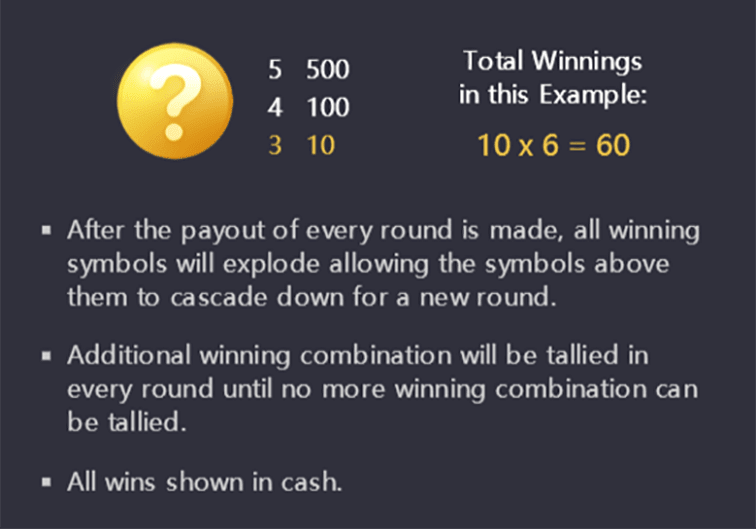 ?
5 500
4 100
3 10
Total Winnings
in this Example:
10 x 6 = 60
▪ After the payout of every round is made, all winning
symbols will explode allowing the symbols above
them to cascade down for a new round.
▪ Additional winning combination will be tallied in
every round until no more winning combination can
be tallied.
▪ All wins shown in cash.